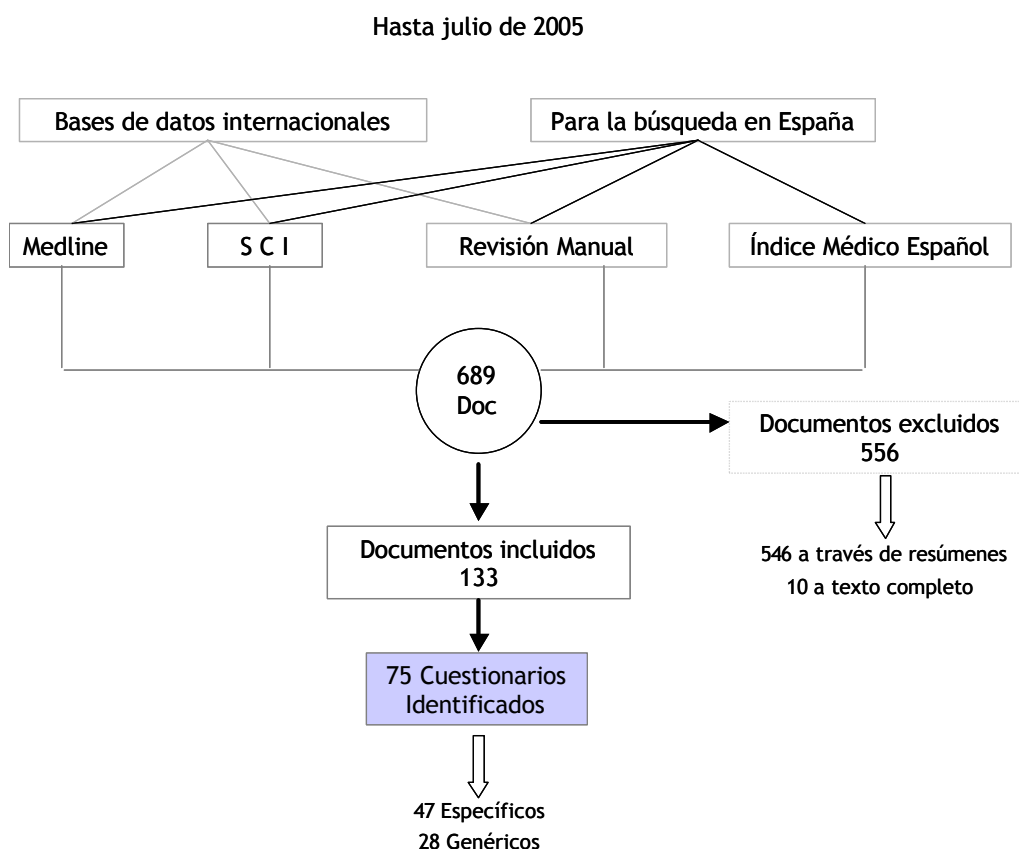 Hasta julio de 2005
Bases de datos internacionales
Para la búsqueda en España
Medline
S C I
Revisión Manual
Índice Médico Español
689
Doc
Documentos excluidos
556
546 a través de resúmenes
10 a texto completo
Documentos incluidos
133
75 Cuestionarios
Identificados
47 Específicos
28 Genéricos